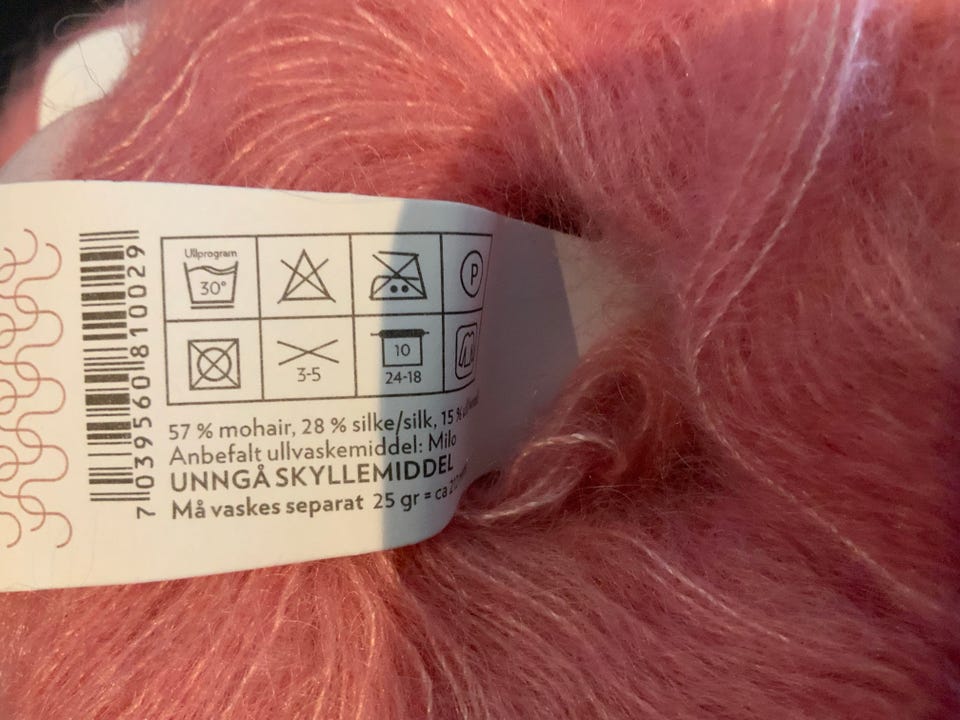 Ullprogram
30°
P
3-5
10
24-18
57 % mohair, 28 % silke/silk, 15 %
Anbefalt ullvaskemiddel: Milo
UNNGÅ SKYLLEMIDDEL
Må vaskes separat 25 gr = ca
7 039560 810029